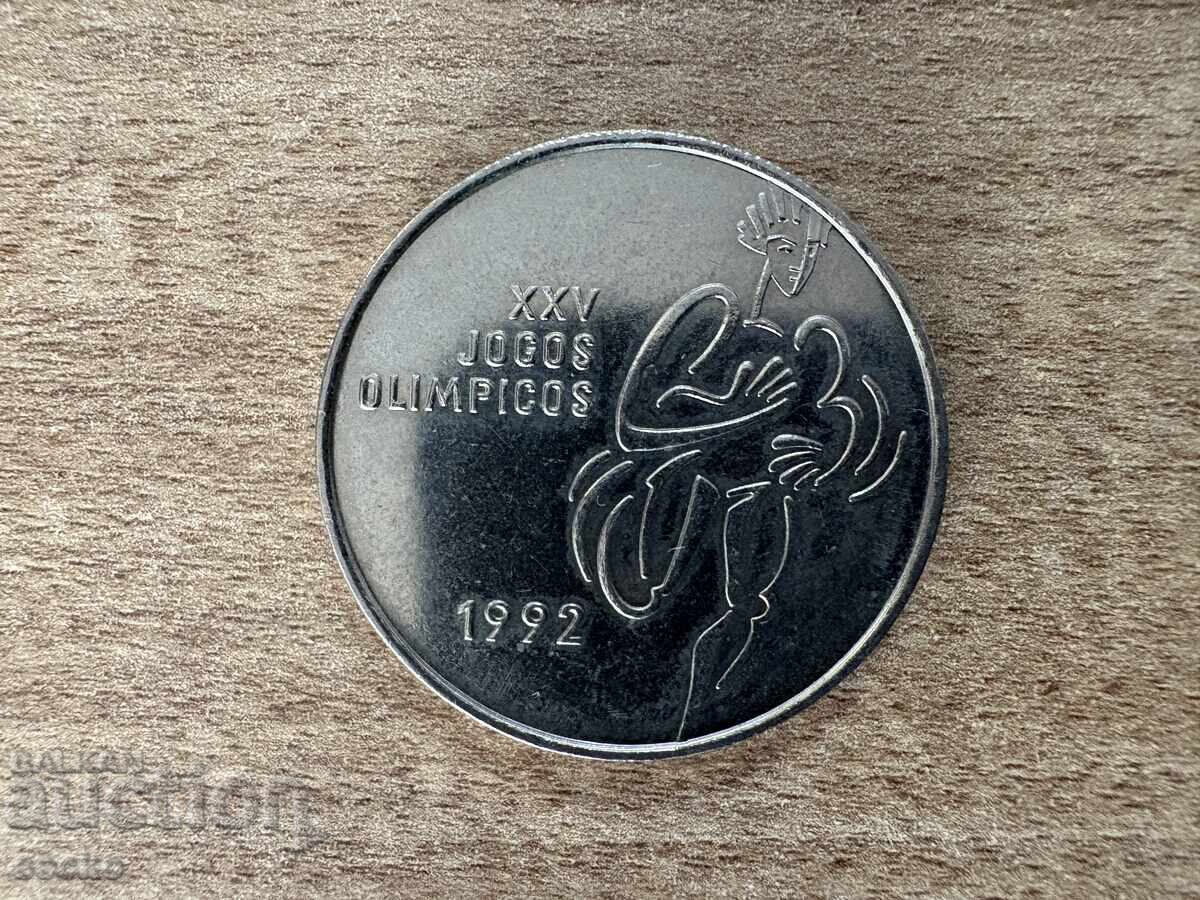 XXV
JOGOS
OLIMPICOS
1992
BALKAN
auction